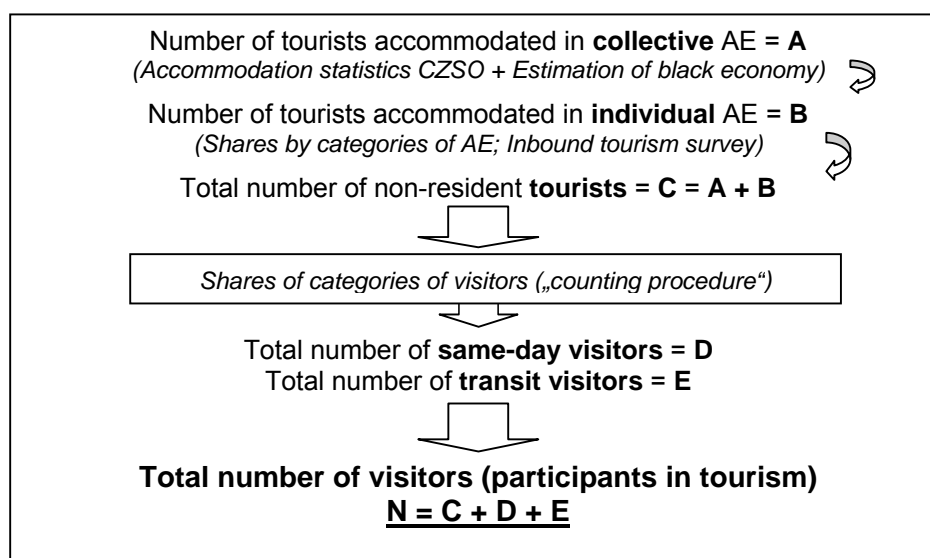 Number of tourists accommodated in collective AE = A
(Accommodation statistics CZSO + Estimation of black economy)
Number of tourists accommodated in individual AE = B
(Shares by categories of AE; Inbound tourism survey)
Total number of non-resident tourists = C = A + B
Shares of categories of visitors („counting procedure“)
Total number of same-day visitors = D
Total number of transit visitors = E
Total number of visitors (participants in tourism)
N = C + D + E